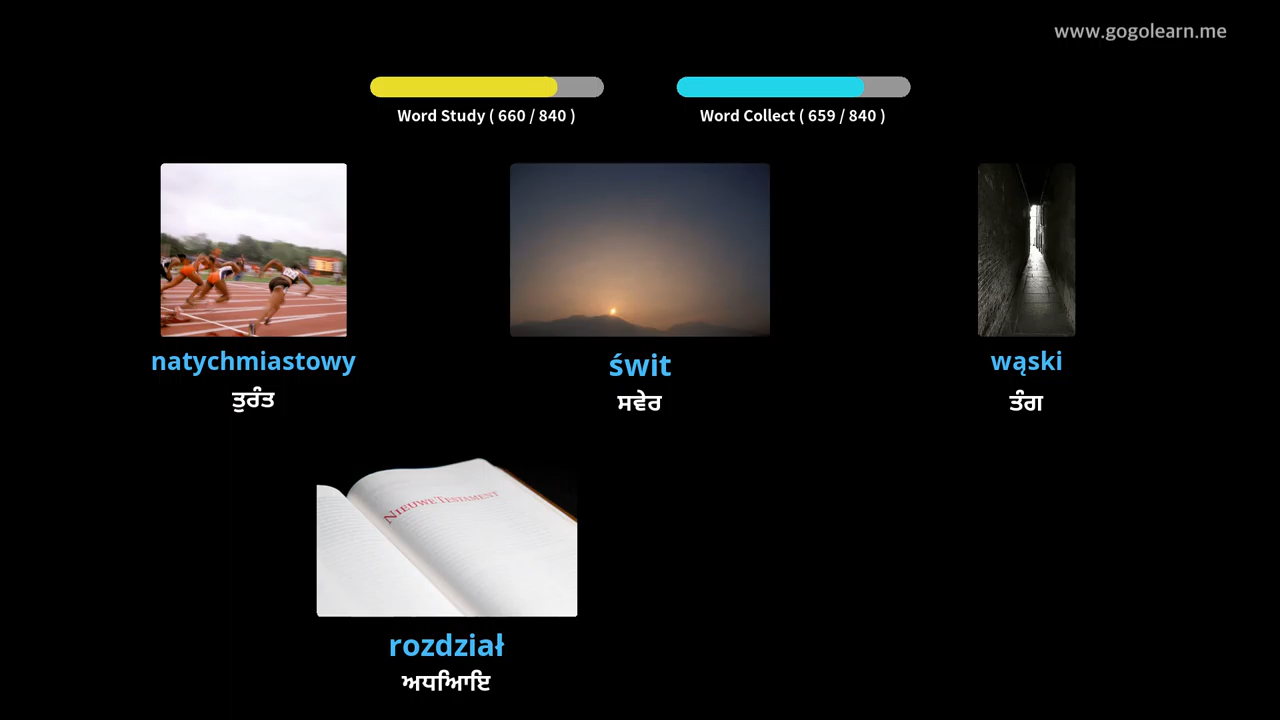 www.gogolearn.me
Word Study ( 660 / 840 )
Word Collect ( 659 / 840 )
natychmiastowy
świt
wąski
ਤੁਰੰਤ
ਸਵੇਰ
ਤੰਗ
NIEUWE TESTAMENT
rozdział
ਅਧਿਆਇ